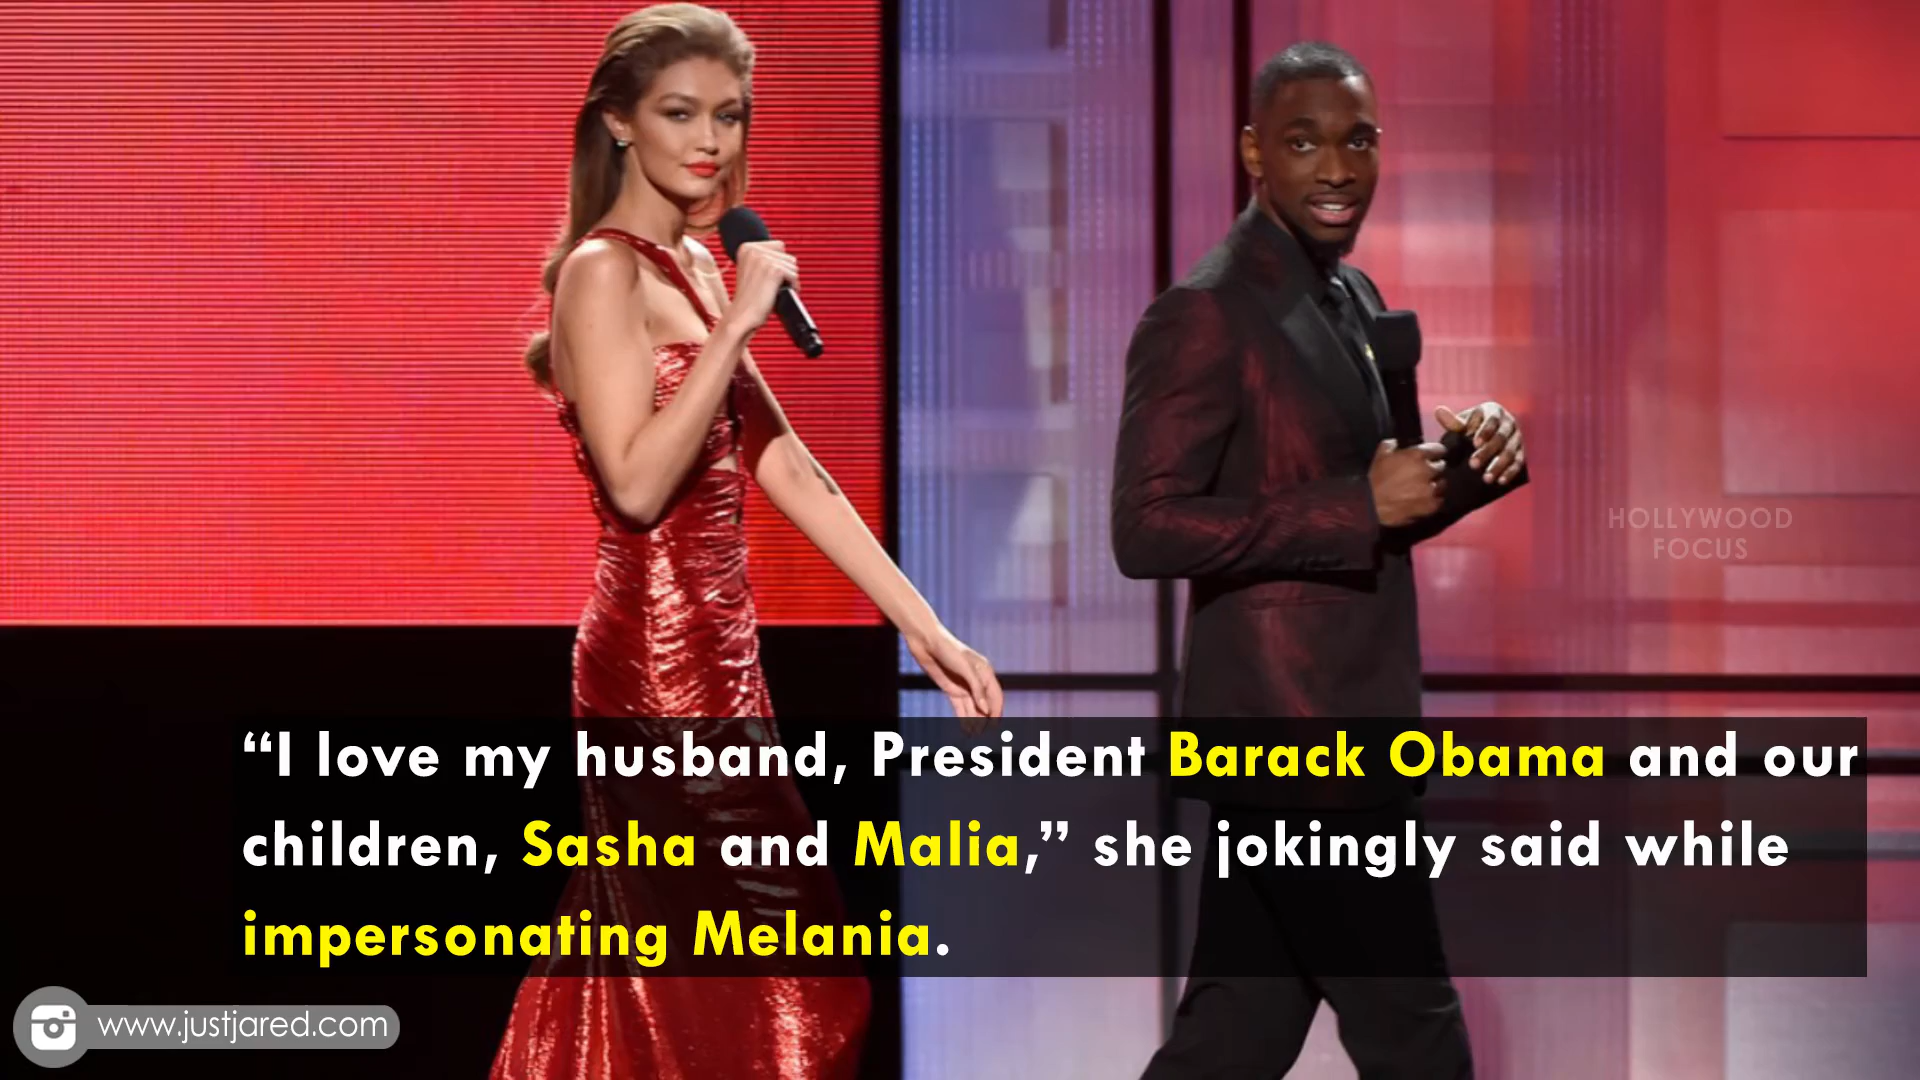 HOLLYWOOD
FOCUS
“I love my husband, President Barack Obama and our
children, Sasha and Malia,” she jokingly said while
impersonating Melania.
www.justjared.com